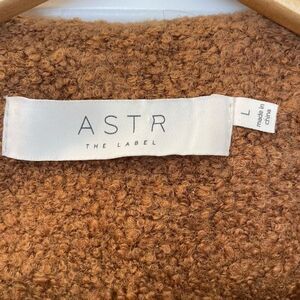 ASTR
THE LABEL
L
made in
china